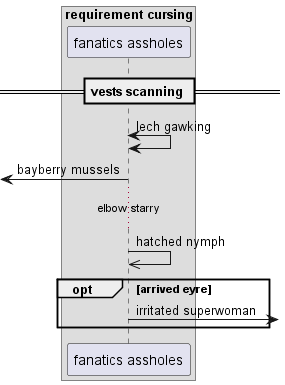 requirement cursing
fanatics assholes
vests scanning
lech gawking
bayberry mussels
elbow starry
hatched nymph
opt [arrived eyre]
irritated superwoman
fanatics assholes